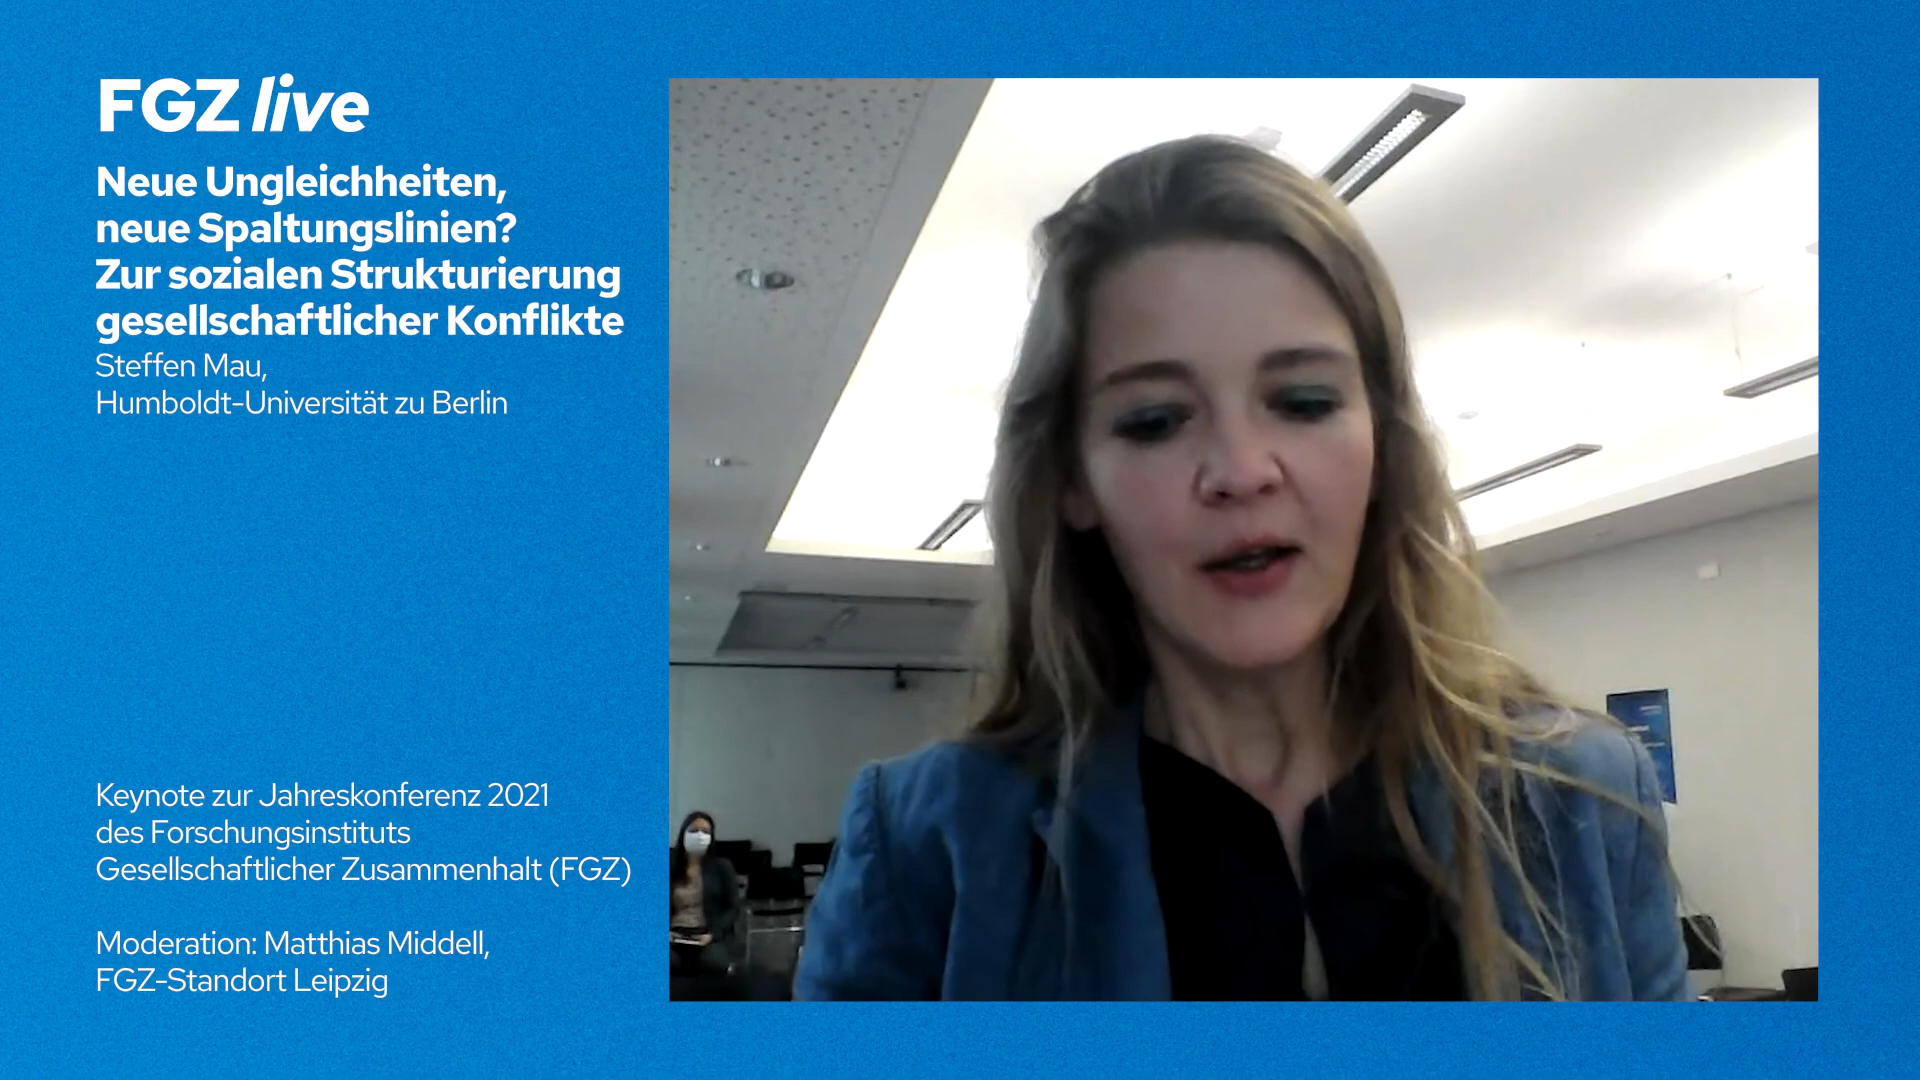 FGZ live
Neue Ungleichheiten,
neue Spaltungslinien?
Zur sozialen Strukturierung
gesellschaftlicher Konflikte
Steffen Mau,
Humboldt-Universität zu Berlin
Keynote zur Jahreskonferenz 2021
des Forschungsinstituts
Gesellschaftlicher Zusammenhalt (FGZ)
Moderation: Matthias Middell,
FGZ-Standort Leipzig